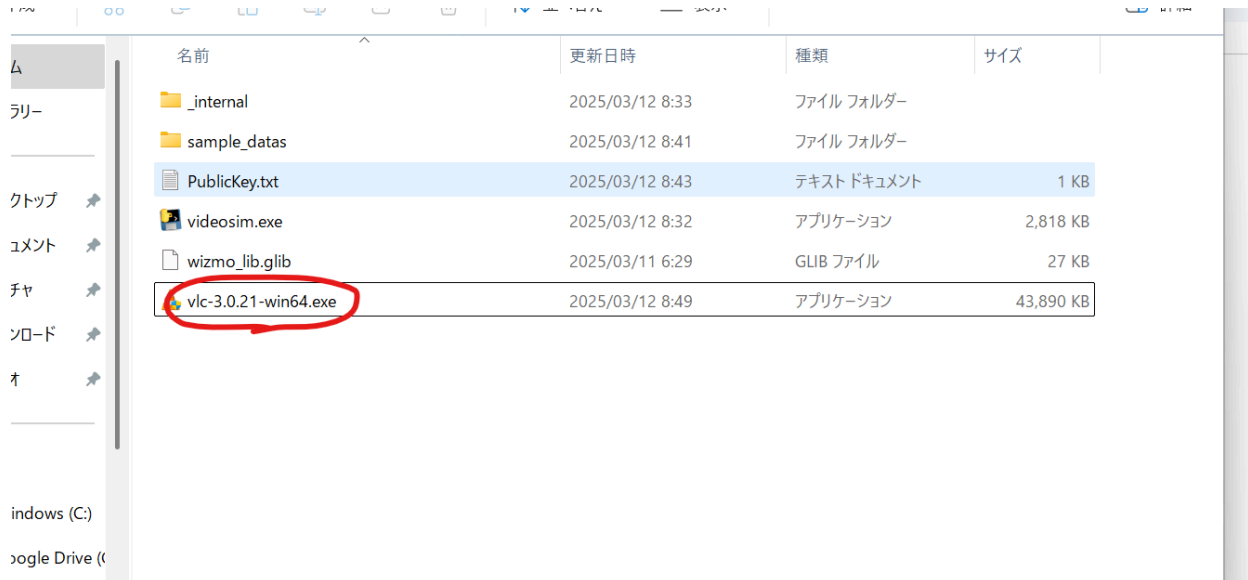 名前 更新日時 種類 サイズ
_internal 2025/03/12 8:33 ファイル フォルダー
sample_datas 2025/03/12 8:41 ファイル フォルダー
PublicKey.txt 2025/03/12 8:43 テキスト ドキュメント 1 KB
videosim.exe 2025/03/12 8:32 アプリケーション 2,818 KB
wizmo_lib.glib 2025/03/11 6:29 GLIB ファイル 27 KB
vlc-3.0.21-win64.exe 2025/03/12 8:49 アプリケーション 43,890 KB
ム
ラリー
クトップ
ュメント
チャ
ンロード
オ
indows (C:)
oogle Drive (